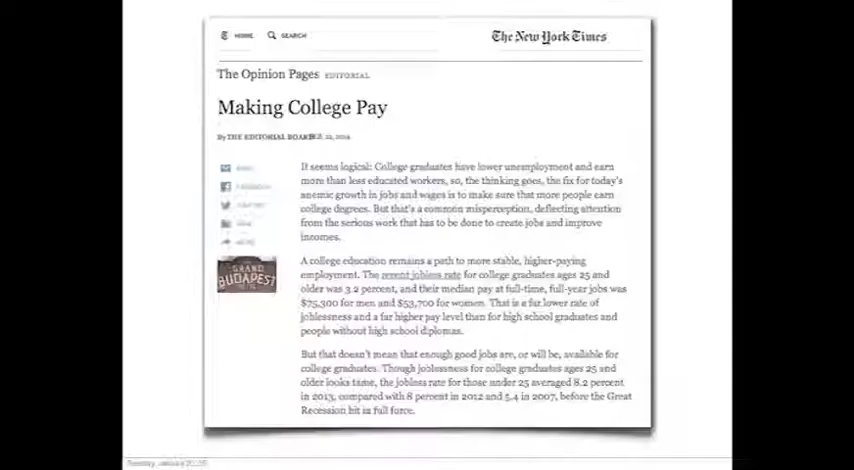 HOME
SEARCH
The New York Times
The Opinion Pages EDITORIAL
Making College Pay
By THE EDITORIAL BOARD
It seems logical: College graduates have lower unemployment and earn
more than less educated workers, so, the thinking goes, the fix for today's
anemic growth in jobs and wages is to make sure that more people earn
college degrees. But that's a common misperception, deflecting attention
from the serious work that has to be done to create jobs and improve
incomes.
A college education remains a path to more stable, higher-paying
employment. The recent jobless rate for college graduates ages 25 and
older was 3.2 percent, and their median pay at full-time, full-year jobs was
$75,300 for men and $53,700 for women. That is a far lower rate of
joblessness and a far higher pay level than for high school graduates and
people without high school diplomas.
But that doesn't mean that enough good jobs are, or will be, available for
college graduates. Though joblessness for college graduates ages 25 and
older looks tame, the jobless rate for those under 25 averaged 8.2 percent
in 2013, compared with 8 percent in 2012 and 5.4 in 2007, before the Great
Recession hit in full force.
GRAND
BUDAPEST
Tuesday, January